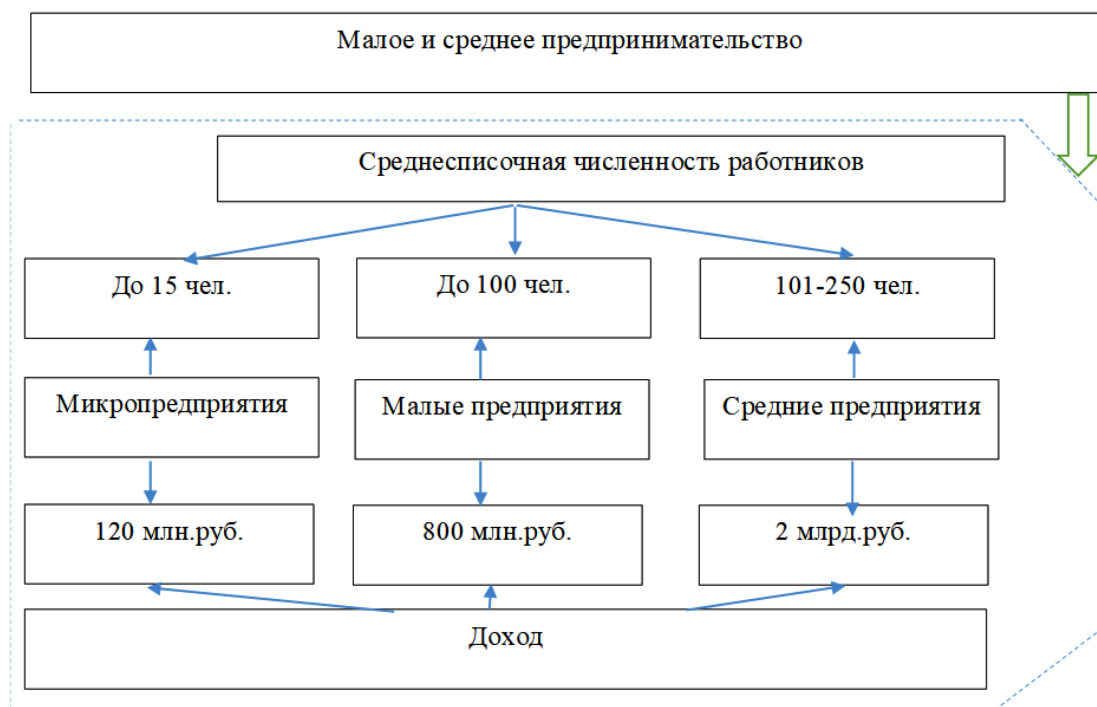 Малое и среднее предпринимательство
Среднесписочная численность работников
До 15 чел.
До 100 чел.
101-250 чел.
Микропредприятия
Малые предприятия
Средние предприятия
120 млн.руб.
800 млн.руб.
2 млрд.руб.
Доход